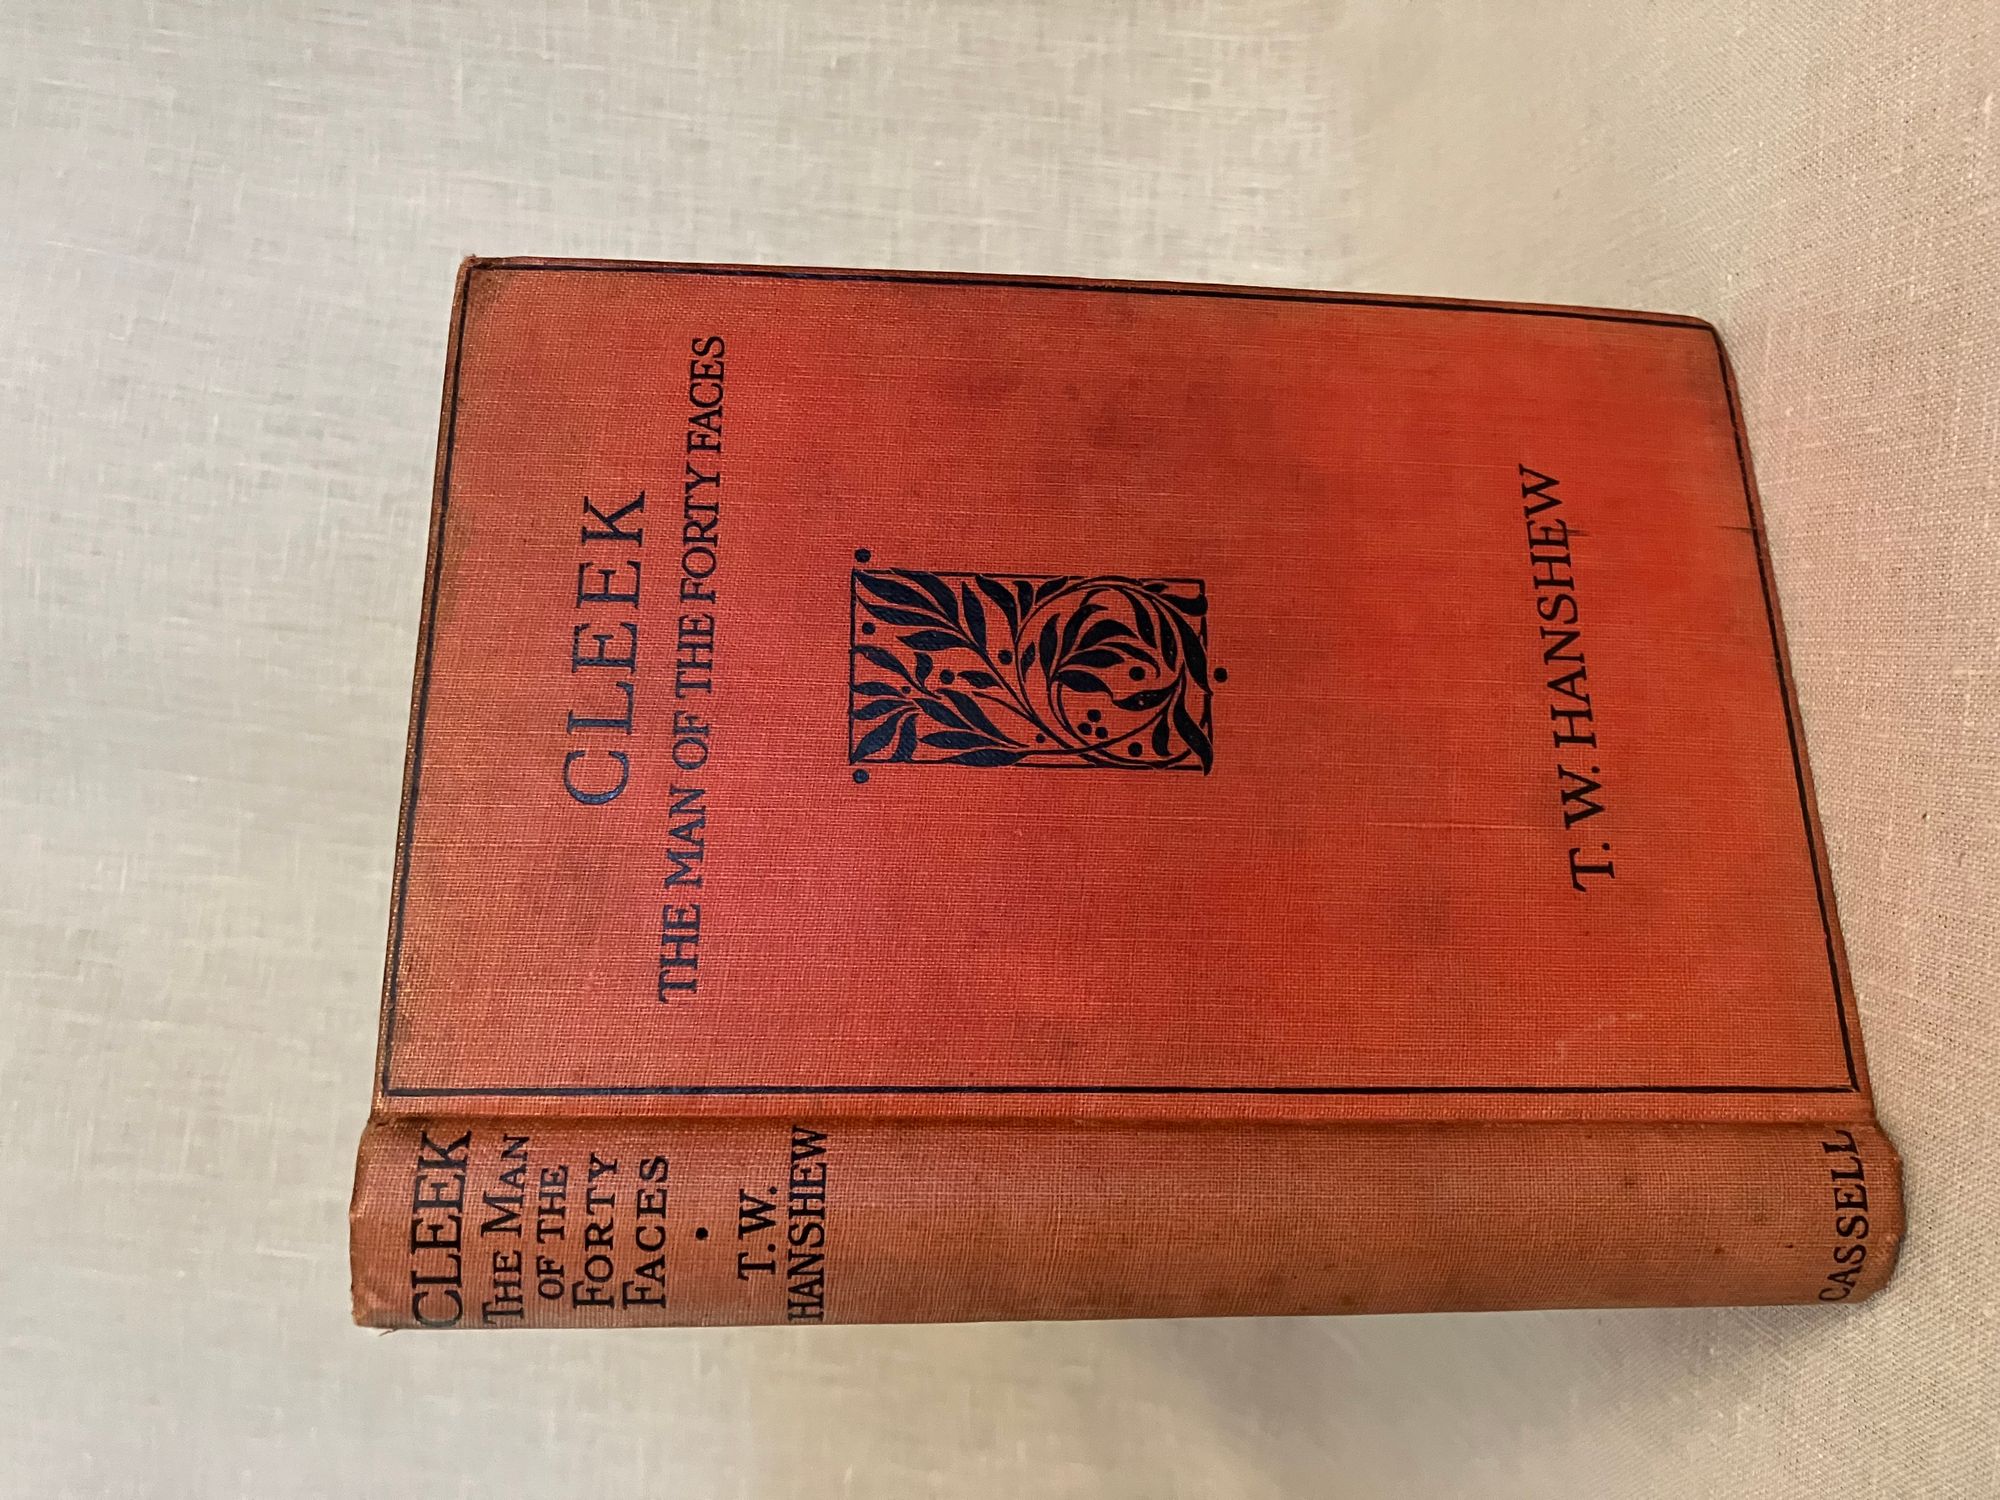 CLEEK
THE MAN OF THE FORTY FACES
T. W. HANSHEW
CLEEK
THE MAN
OF THE
FORTY
FACES
•
T. W.
HANSHEW
CASSELL